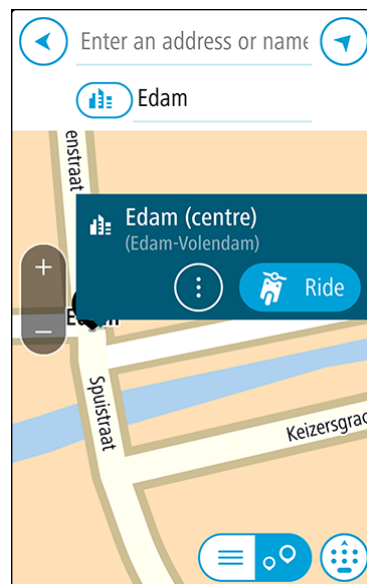 Enter an address or name
Edam
enstraat
Edam (centre)
(Edam-Volendam)
Ride
Spuistraat
Keizersgrac